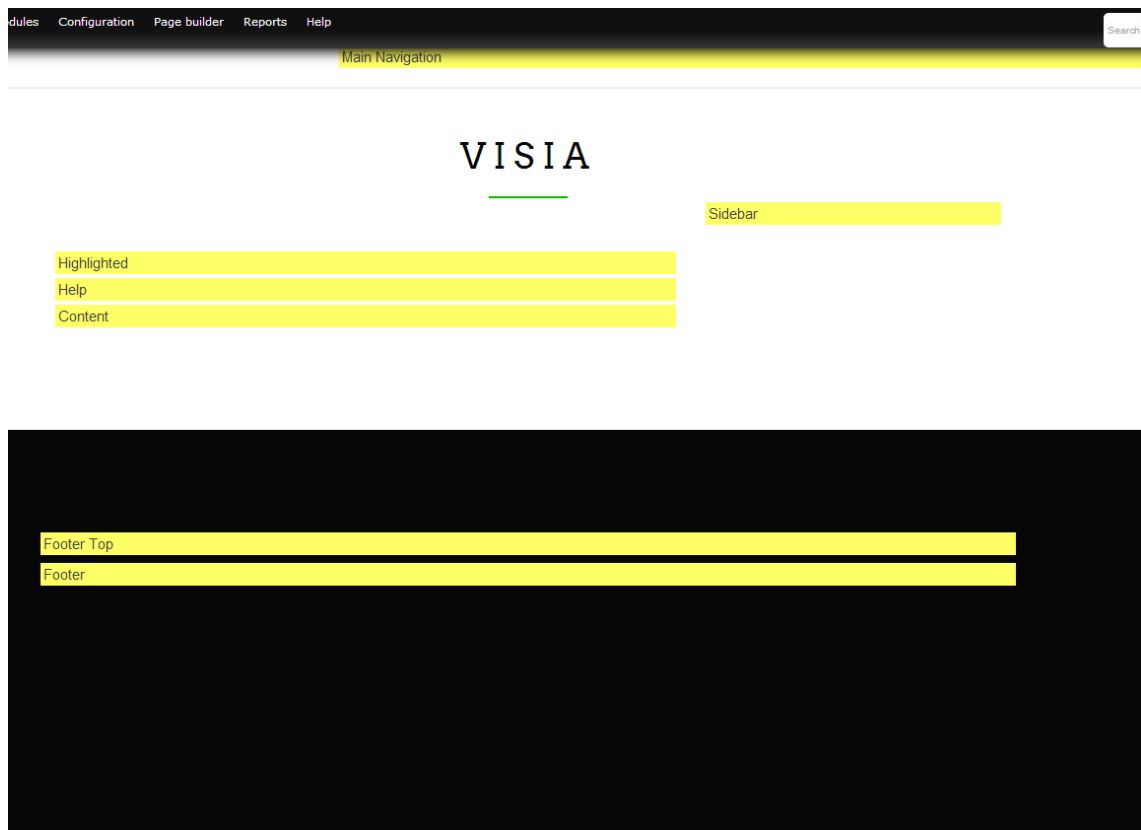 dules Configuration Page builder Reports Help Search
Main Navigation
VISIA
Sidebar
Highlighted
Help
Content
Footer Top
Footer